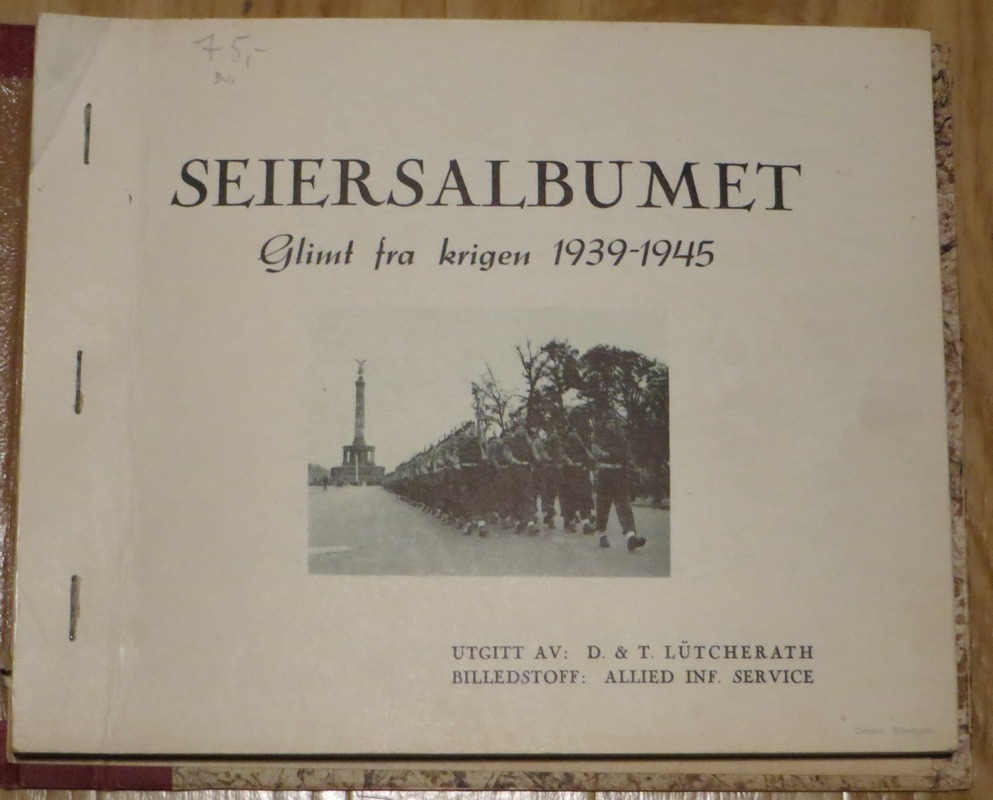 75,-
SEIERSALBUMET
Glimt fra krigen 1939-1945
UTGITT AV: D. & T. LÜTCHERATH
BILLEDSTOFF: ALLIED INF. SERVICE